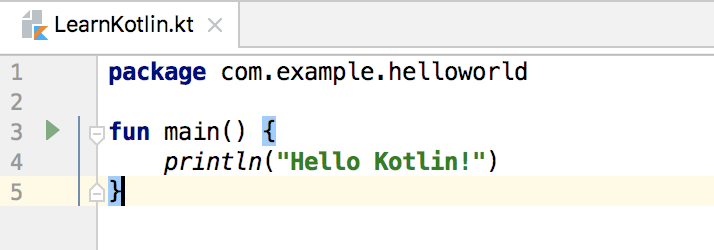 LearnKotlin.kt
1 package com.example.helloworld
2
3 fun main() {
4     println("Hello Kotlin!")
5 }